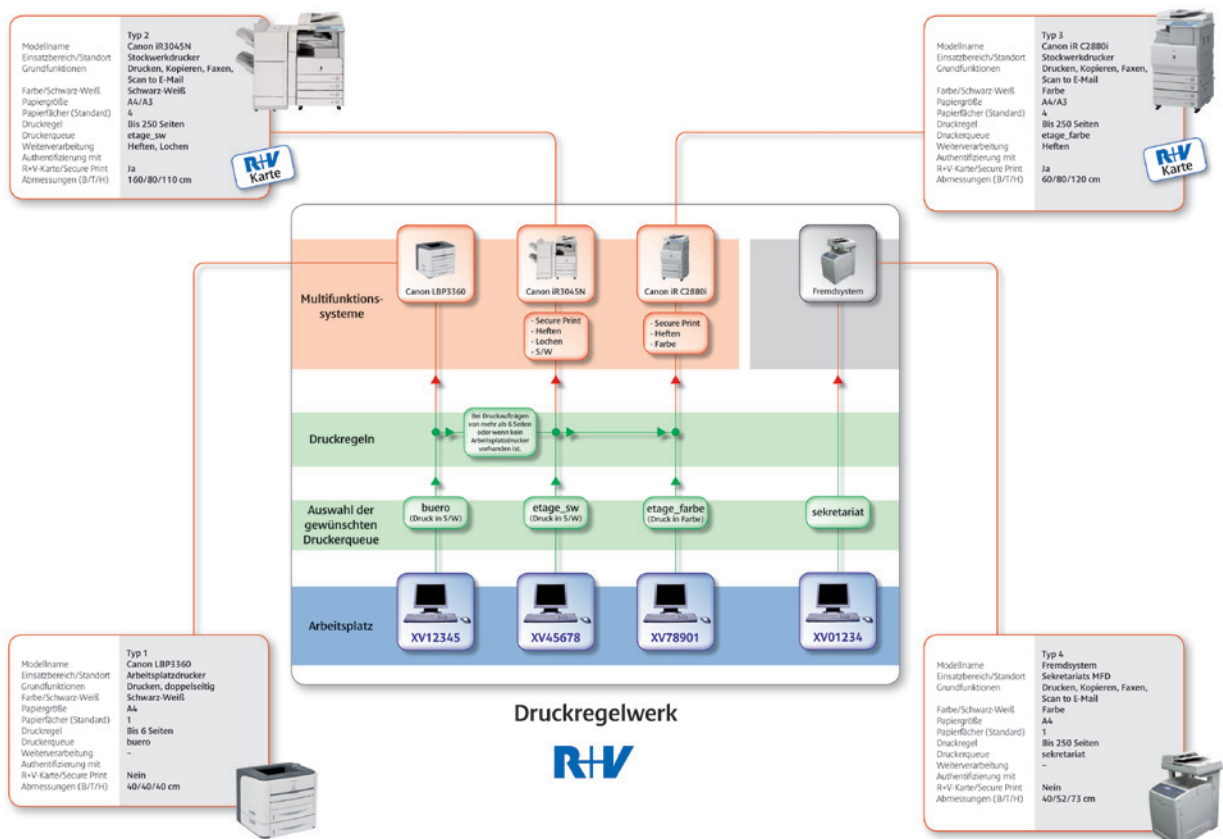 Typ 2
Modellname Canon iR3045N
Einsatzbereich/Standort Stockwerkdrucker
Grundfunktionen Drucken, Kopieren, Faxen,
Scan to E-Mail
Farbe/Schwarz-Weiß Schwarz-Weiß
Papiergröße A4/A3
Papierfächer (Standard) 4
Druckregel Bis 250 Seiten
Druckerqueue etage_sw
Weiterverarbeitung Heften, Lochen
Authentifizierung mit
R+V-Karte/Secure Print Ja
Abmessungen (B/T/H) 160/80/110 cm
R+V
Karte
Typ 3
Modellname Canon iR C2880i
Einsatzbereich/Standort Stockwerkdrucker
Grundfunktionen Drucken, Kopieren, Faxen,
Scan to E-Mail
Farbe/Schwarz-Weiß Farbe
Papiergröße A4/A3
Papierfächer (Standard) 4
Druckregel Bis 250 Seiten
Druckerqueue etage_farbe
Weiterverarbeitung Heften
Authentifizierung mit
R+V-Karte/Secure Print Ja
Abmessungen (B/T/H) 60/80/120 cm
R+V
Karte
Multifunktions-
systeme
Canon LBP3360
Canon iR3045N
Canon iR C2880i
Fremdsystem
- Secure Print
- Heften
- Lochen
- S/W
- Secure Print
- Heften
- Farbe
Druckregeln
Bei Druckaufträgen
von mehr als 6 Seiten
oder wenn kein
Arbeitsplatzdrucker
vorhanden ist.
Auswahl der
gewünschten
Druckerqueue
buero
(Druck in S/W)
etage_sw
(Druck in S/W)
etage_farbe
(Druck in Farbe)
sekretariat
Arbeitsplatz
XV12345
XV45678
XV78901
XV01234
Typ 1
Modellname Canon LBP3360
Einsatzbereich/Standort Arbeitsplatzdrucker
Grundfunktionen Drucken, doppelseitig
Farbe/Schwarz-Weiß Schwarz-Weiß
Papiergröße A4
Papierfächer (Standard) 1
Druckregel Bis 6 Seiten
Druckerqueue buero
Weiterverarbeitung –
Authentifizierung mit
R+V-Karte/Secure Print Nein
Abmessungen (B/T/H) 40/40/40 cm
Druckregelwerk
R+V
Typ 4
Modellname Fremdsystem
Einsatzbereich/Standort Sekretariats MFD
Grundfunktionen Drucken, Kopieren, Faxen,
Scan to E-Mail
Farbe/Schwarz-Weiß Farbe
Papiergröße A4
Papierfächer (Standard) 1
Druckregel Bis 250 Seiten
Druckerqueue sekretariat
Weiterverarbeitung –
Authentifizierung mit
R+V-Karte/Secure Print Nein
Abmessungen (B/T/H) 40/52/73 cm